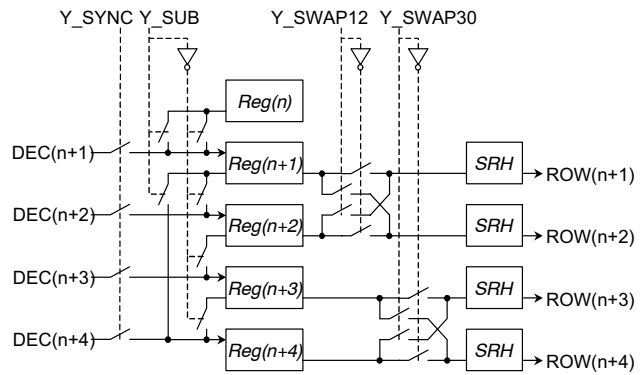 Y_SYNC Y_SUB Y_SWAP12 Y_SWAP30
Reg(n)
DEC(n+1) Reg(n+1) SRH ROW(n+1)
DEC(n+2) Reg(n+2) SRH ROW(n+2)
DEC(n+3) Reg(n+3) SRH ROW(n+3)
DEC(n+4) Reg(n+4) SRH ROW(n+4)